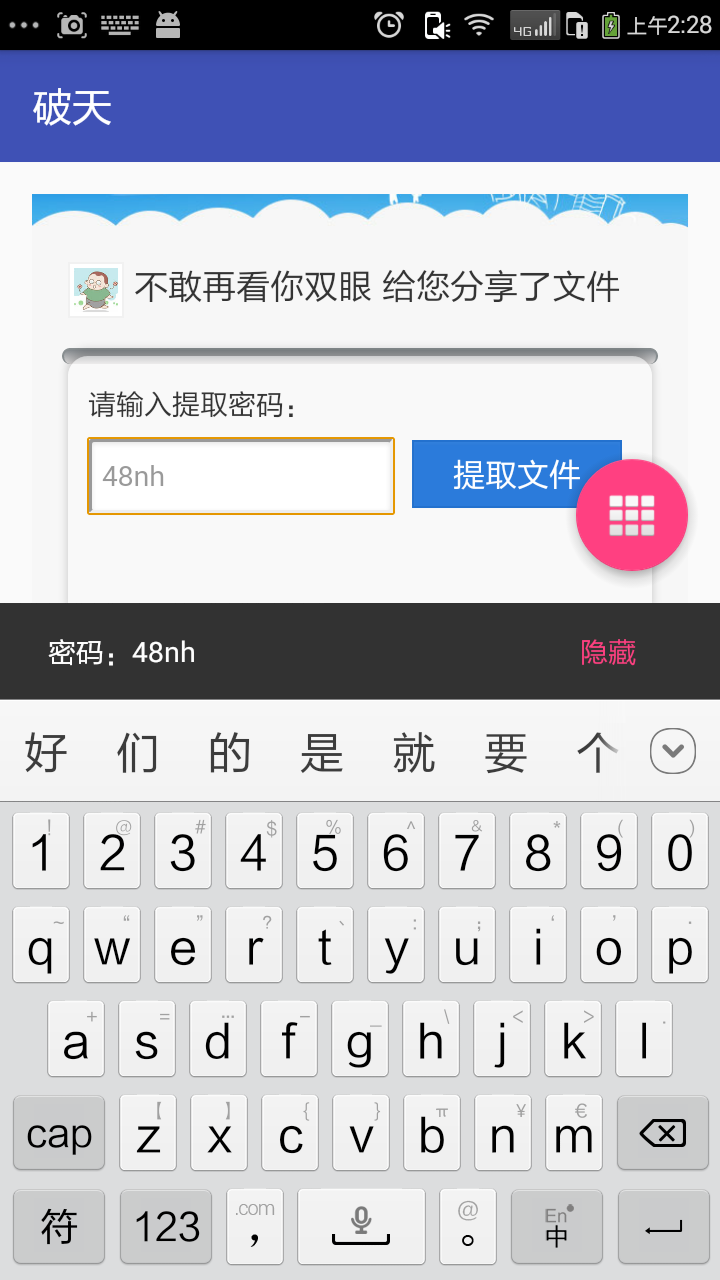 4G 上午2:28
破天
不敢再看你双眼 给您分享了文件
请输入提取密码：
48nh 提取文件
密码：48nh 隐藏
好 们 的 是 就 要 个
! @ # $ % ^ & * ( )
1 2 3 4 5 6 7 8 9 0
~ “ ” ? 、 : ; ‘ ’ ·
q w e r t y u i o p
+ = … – _ \ < > .
a s d f g h j k l
【 】 { } π ¥ €
cap z x c v b n m
.com @ En
符 123 ， 。 中